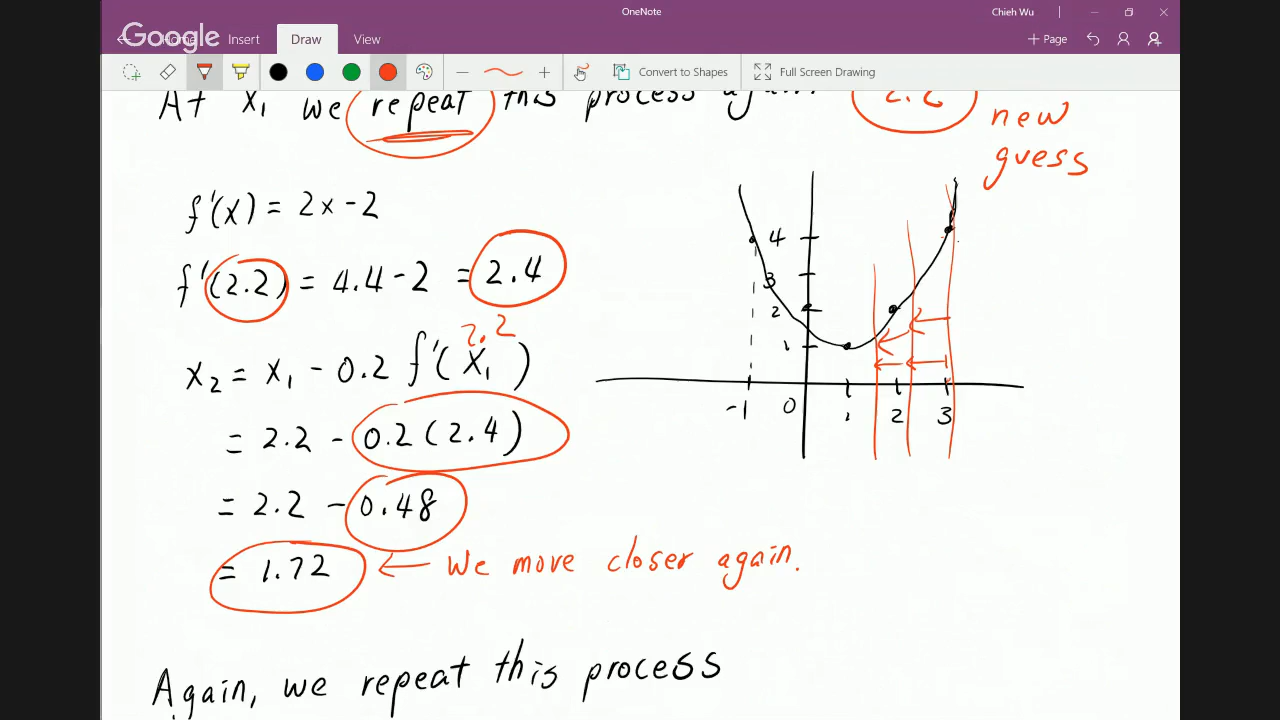 OneNote
Chieh Wu
Google
Home Insert Draw View
Page
Convert to Shapes
Full Screen Drawing
At x₁ we repeat this process again. 2.2
new
guess
f'(x) = 2x - 2
f'(2.2) = 4.4 - 2 = 2.4
2.2
x₂ = x₁ - 0.2 f'(x₁)
= 2.2 - 0.2(2.4)
= 2.2 - 0.48
= 1.72 ← We move closer again.
4
3
2
1
-1 0 1 2 3
Again, we repeat this process